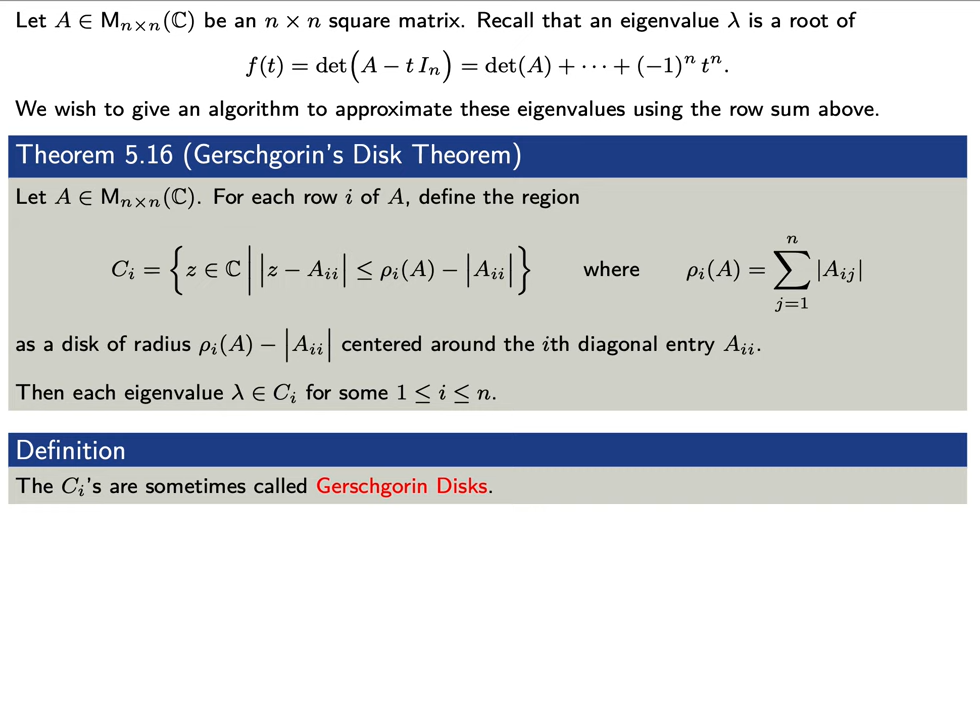 Let A ∈ M_{n×n}(ℂ) be an n × n square matrix. Recall that an eigenvalue λ is a root of
f(t) = det(A − t I_n) = det(A) + ··· + (−1)^n t^n.
We wish to give an algorithm to approximate these eigenvalues using the row sum above.
Theorem 5.16 (Gerschgorin's Disk Theorem)
Let A ∈ M_{n×n}(ℂ). For each row i of A, define the region
C_i = { z ∈ ℂ | |z − A_{ii}| ≤ ρ_i(A) − |A_{ii}| } where ρ_i(A) = ∑_{j=1}^{n} |A_{ij}|
as a disk of radius ρ_i(A) − |A_{ii}| centered around the ith diagonal entry A_{ii}.
Then each eigenvalue λ ∈ C_i for some 1 ≤ i ≤ n.
Definition
The C_i's are sometimes called Gerschgorin Disks.